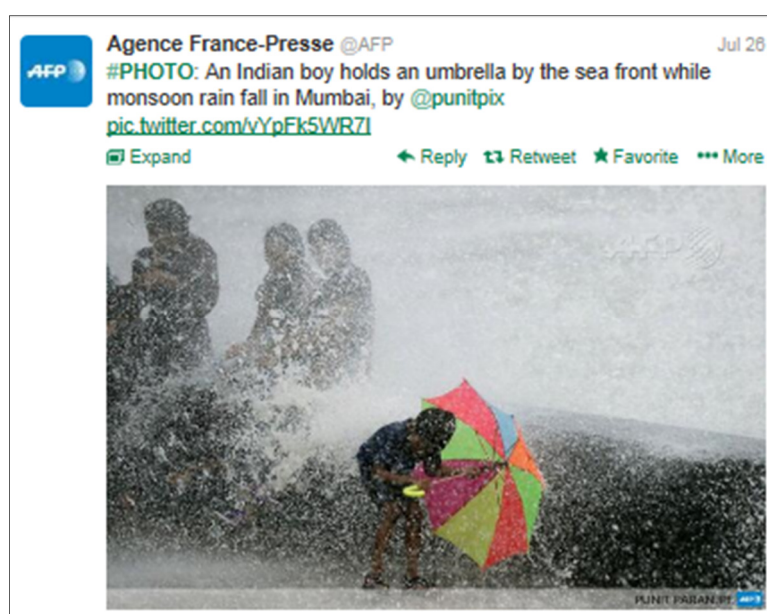 AFP
Agence France-Presse @AFP
Jul 26
#PHOTO: An Indian boy holds an umbrella by the sea front while
monsoon rain fall in Mumbai, by @punitpix
pic.twitter.com/vYpFk5WR7I
Expand
Reply Retweet Favorite More
AFP
PUNIT PARANJPE AFP